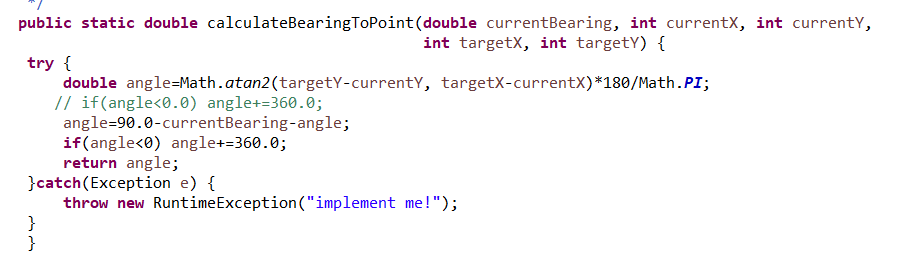 */
public static double calculateBearingToPoint(double currentBearing, int currentX, int currentY,
int targetX, int targetY) {
try {
double angle=Math.atan2(targetY-currentY, targetX-currentX)*180/Math.PI;
// if(angle<0.0) angle+=360.0;
angle=90.0-currentBearing-angle;
if(angle<0) angle+=360.0;
return angle;
}catch(Exception e) {
throw new RuntimeException("implement me!");
}
}